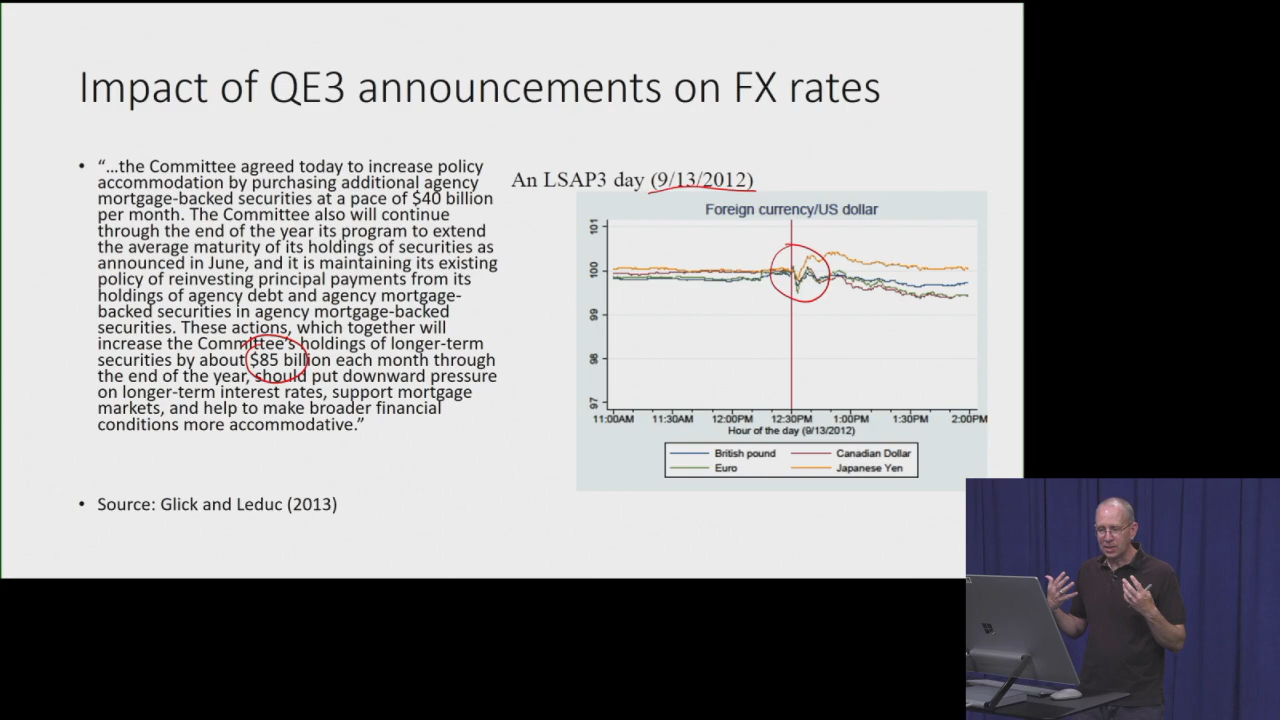 Impact of QE3 announcements on FX rates
• “...the Committee agreed today to increase policy
accommodation by purchasing additional agency
mortgage-backed securities at a pace of $40 billion
per month. The Committee also will continue
through the end of the year its program to extend
the average maturity of its holdings of securities as
announced in June, and it is maintaining its existing
policy of reinvesting principal payments from its
holdings of agency debt and agency mortgage-
backed securities in agency mortgage-backed
securities. These actions, which together will
increase the Committee’s holdings of longer-term
securities by about $85 billion each month through
the end of the year, should put downward pressure
on longer-term interest rates, support mortgage
markets, and help to make broader financial
conditions more accommodative.”
• Source: Glick and Leduc (2013)
An LSAP3 day (9/13/2012)
Foreign currency/US dollar
101
100
99
98
97
11:00AM 11:30AM 12:00PM 12:30PM 1:00PM 1:30PM 2:00PM
Hour of the day (9/13/2012)
British pound Canadian Dollar
Euro Japanese Yen